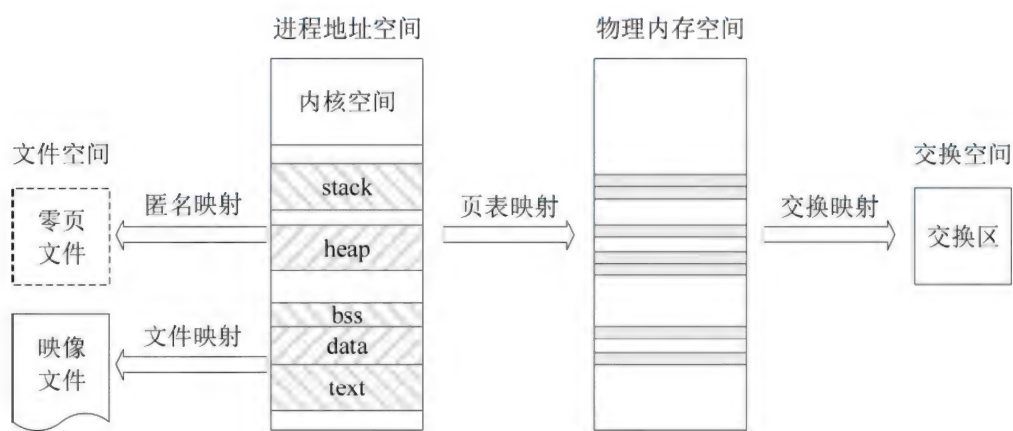 进程地址空间
物理内存空间
内核空间
文件空间
交换空间
stack
零页
文件
匿名映射
页表映射
交换映射
交换区
heap
bss
文件映射
data
映像
文件
text